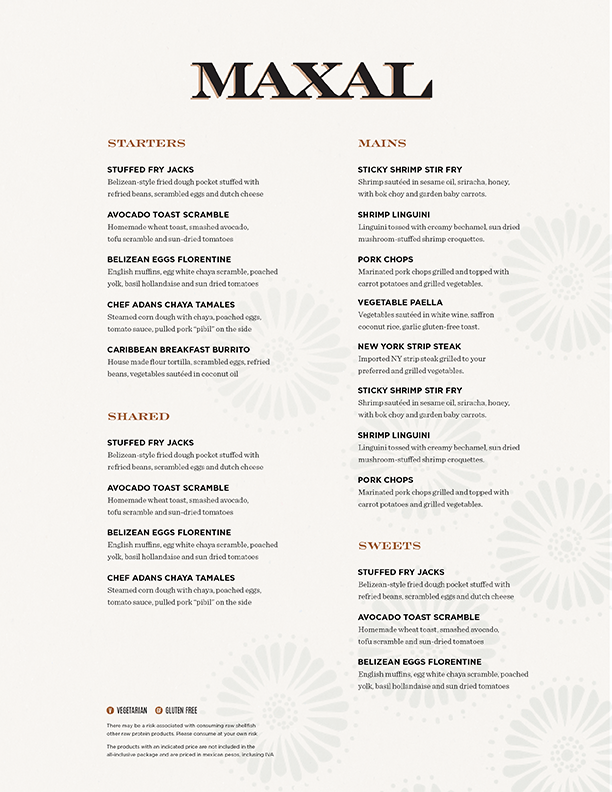 MAXAL
STARTERS
STUFFED FRY JACKS
Belizean-style fried dough pocket stuffed with
refried beans, scrambled eggs and dutch cheese
AVOCADO TOAST SCRAMBLE
Homemade wheat toast, smashed avocado,
tofu scramble and sun-dried tomatoes
BELIZEAN EGGS FLORENTINE
English muffins, egg white chaya scramble, poached
yolk, basil hollandaise and sun dried tomatoes
CHEF ADANS CHAYA TAMALES
Steamed corn dough with chaya, poached eggs,
tomato sauce, pulled pork "pibil" on the side
CARIBBEAN BREAKFAST BURRITO
House made flour tortilla, scrambled eggs, refried
beans, vegetables sautéed in coconut oil
SHARED
STUFFED FRY JACKS
Belizean-style fried dough pocket stuffed with
refried beans, scrambled eggs and dutch cheese
AVOCADO TOAST SCRAMBLE
Homemade wheat toast, smashed avocado,
tofu scramble and sun-dried tomatoes
BELIZEAN EGGS FLORENTINE
English muffins, egg white chaya scramble, poached
yolk, basil hollandaise and sun dried tomatoes
CHEF ADANS CHAYA TAMALES
Steamed corn dough with chaya, poached eggs,
tomato sauce, pulled pork "pibil" on the side
VEGETARIAN GLUTEN FREE
There may be a risk associated with consuming raw shellfish
other raw protein products. Please consume at your own risk
The products with an inlicated price are not included in the
all-inclusive package and are priced in mexican pesos, incluing IVA
MAINS
STICKY SHRIMP STIR FRY
Shrimp sautéed in sesame oil, sriracha, honey,
with bok choy and garden baby carrots.
SHRIMP LINGUINI
Linguini tossed with creamy bechamel, sun dried
mushroom-stuffed shrimp croquettes.
PORK CHOPS
Marinated pork chops grilled and topped with
carrot potatoes and grilled vegetables.
VEGETABLE PAELLA
Vegetables sautéed in white wine, saffron
coconut rice, garlic gluten-free toast.
NEW YORK STRIP STEAK
Imported NY strip steak grilled to your
preferred and grilled vegetables.
STICKY SHRIMP STIR FRY
Shrimp sautéed in sesame oil, sriracha, honey,
with bok choy and garden baby carrots.
SHRIMP LINGUINI
Linguini tossed with creamy bechamel, sun dried
mushroom-stuffed shrimp croquettes.
PORK CHOPS
Marinated pork chops grilled and topped with
carrot potatoes and grilled vegetables.
SWEETS
STUFFED FRY JACKS
Belizean-style fried dough pocket stuffed with
refried beans, scrambled eggs and dutch cheese
AVOCADO TOAST SCRAMBLE
Homemade wheat toast, smashed avocado,
tofu scramble and sun-dried tomatoes
BELIZEAN EGGS FLORENTINE
English muffins, egg white chaya scramble, poached
yolk, basil hollandaise and sun dried tomatoes